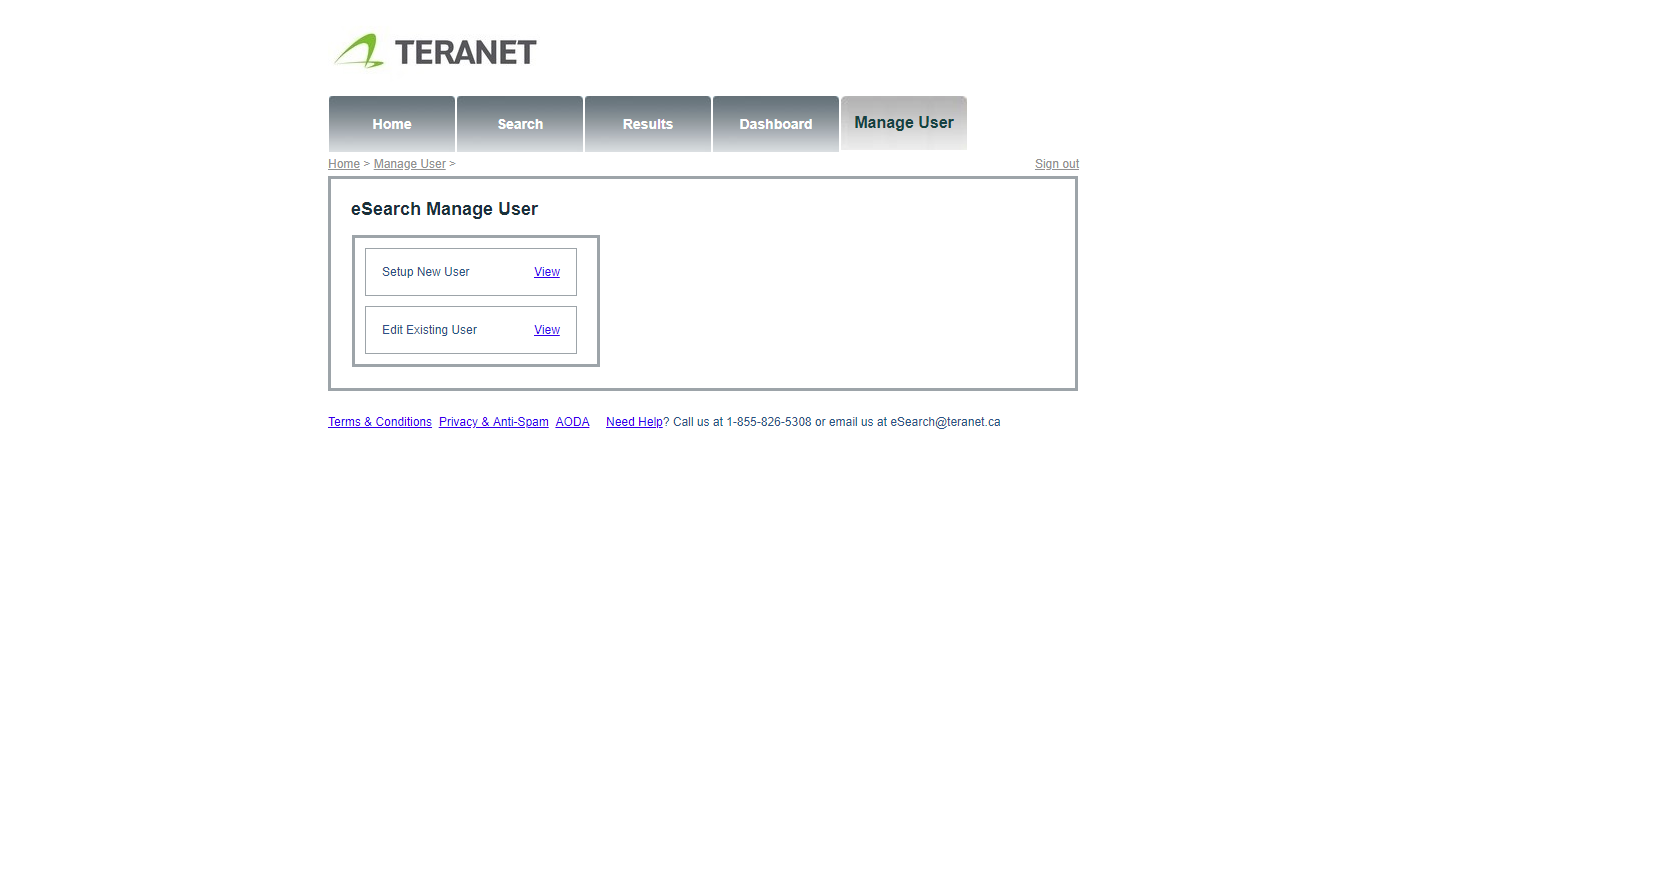 TERANET
Home Search Results Dashboard Manage User
Home > Manage User > Sign out
eSearch Manage User
Setup New User View
Edit Existing User View
Terms & Conditions Privacy & Anti-Spam AODA Need Help? Call us at 1-855-826-5308 or email us at eSearch@teranet.ca